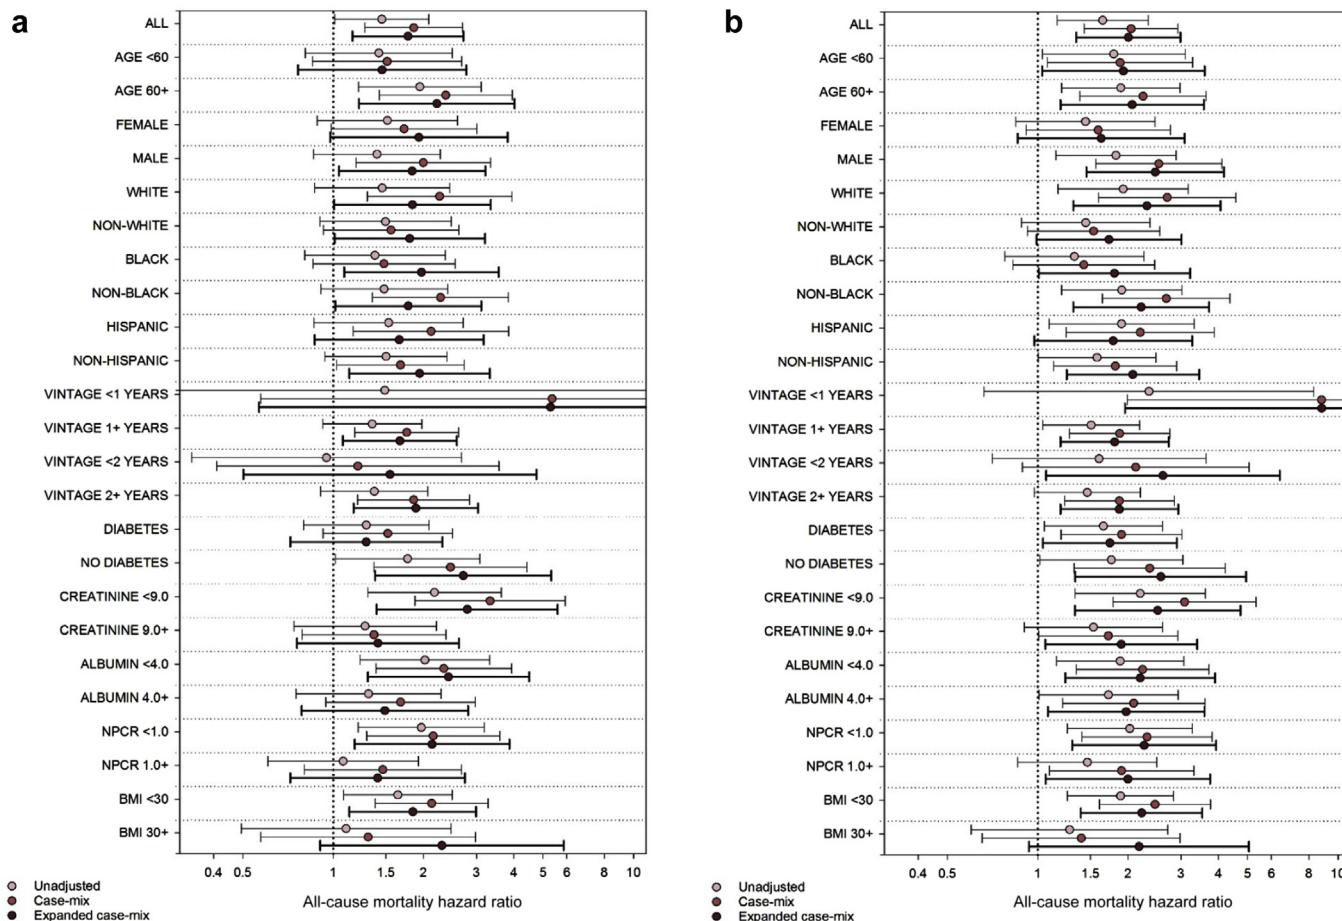 a
ALL
AGE <60
AGE 60+
FEMALE
MALE
WHITE
NON-WHITE
BLACK
NON-BLACK
HISPANIC
NON-HISPANIC
VINTAGE <1 YEARS
VINTAGE 1+ YEARS
VINTAGE <2 YEARS
VINTAGE 2+ YEARS
DIABETES
NO DIABETES
CREATININE <9.0
CREATININE 9.0+
ALBUMIN <4.0
ALBUMIN 4.0+
NPCR <1.0
NPCR 1.0+
BMI <30
BMI 30+
0.4 0.5 1 1.5 2 3 4 5 6 8 10
Unadjusted
Case-mix
Expanded case-mix
All-cause mortality hazard ratio
b
ALL
AGE <60
AGE 60+
FEMALE
MALE
WHITE
NON-WHITE
BLACK
NON-BLACK
HISPANIC
NON-HISPANIC
VINTAGE <1 YEARS
VINTAGE 1+ YEARS
VINTAGE <2 YEARS
VINTAGE 2+ YEARS
DIABETES
NO DIABETES
CREATININE <9.0
CREATININE 9.0+
ALBUMIN <4.0
ALBUMIN 4.0+
NPCR <1.0
NPCR 1.0+
BMI <30
BMI 30+
0.4 0.5 1 1.5 2 3 4 5 6 8 10
Unadjusted
Case-mix
Expanded case-mix
All-cause mortality hazard ratio